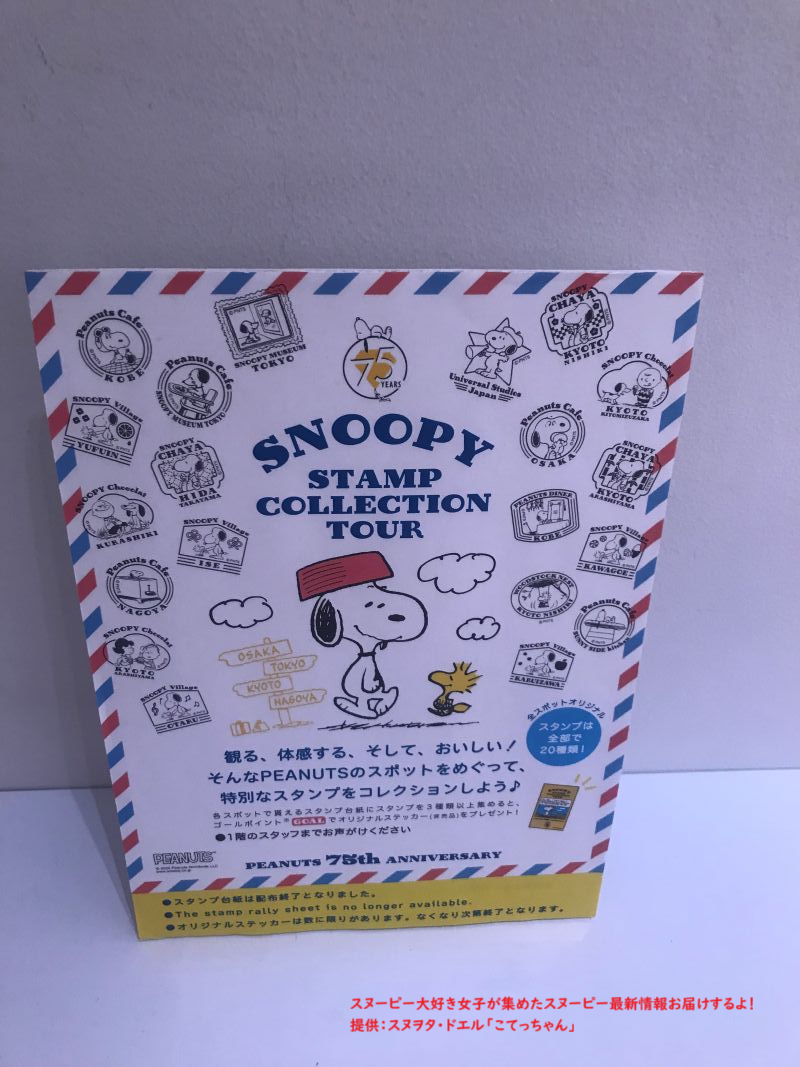 Peanuts Cafe
KOBE
SNOOPY MUSEUM
TOKYO
75
YEARS
Universal Studios
Japan
SNOOPY
CHAYA
KYOTO
NISHIKI
Peanuts Cafe
SNOOPY MUSEUM TOKYO
SNOOPY Chocolat
KYOTO
KIYOMIZUZAKA
SNOOPY Village
YUFUIN
Peanuts Cafe
OSAKA
SNOOPY
CHAYA
HIDA
TAKAYAMA
SNOOPY
CHAYA
KYOTO
ARASHIYAMA
SNOOPY Chocolat
KURASHIKI
PEANUTS DINER
KOBE
SNOOPY Village
ISE
SNOOPY Village
KAWAGOE
Peanuts Cafe
NAGOYA
WOODSTOCK NEST
KYOTO NISHIKI
Peanuts Cafe
SUNNY SIDE kitchen
SNOOPY Chocolat
KYOTO
ARASHIYAMA
SNOOPY Village
KARUIZAWA
SNOOPY Village
OTARU
SNOOPY
STAMP
COLLECTION
TOUR
OSAKA
TOKYO
KYOTO
NAGOYA
全スポットオリジナル
スタンプは
全部で
20種類!
観る、体感する、そして、おいしい!
そんなPEANUTSのスポットをめぐって、
特別なスタンプをコレクションしよう♪
各スポットで貰えるスタンプ台紙にスタンプを3種類以上集めると、
ゴールポイント※GOALでオリジナルステッカー(非売品)をプレゼント!
●1階のスタッフまでお声がけください
PEANUTS
PEANUTS 75th ANNIVERSARY
●スタンプ台紙は配布終了となりました。
●The stamp rally sheet is no longer available.
●オリジナルステッカーは数に限りがあります。なくなり次第終了となります。
スヌーピー大好き女子が集めたスヌーピー最新情報お届けするよ!
提供:スヌヲタ・ドエル「こてっちゃん」